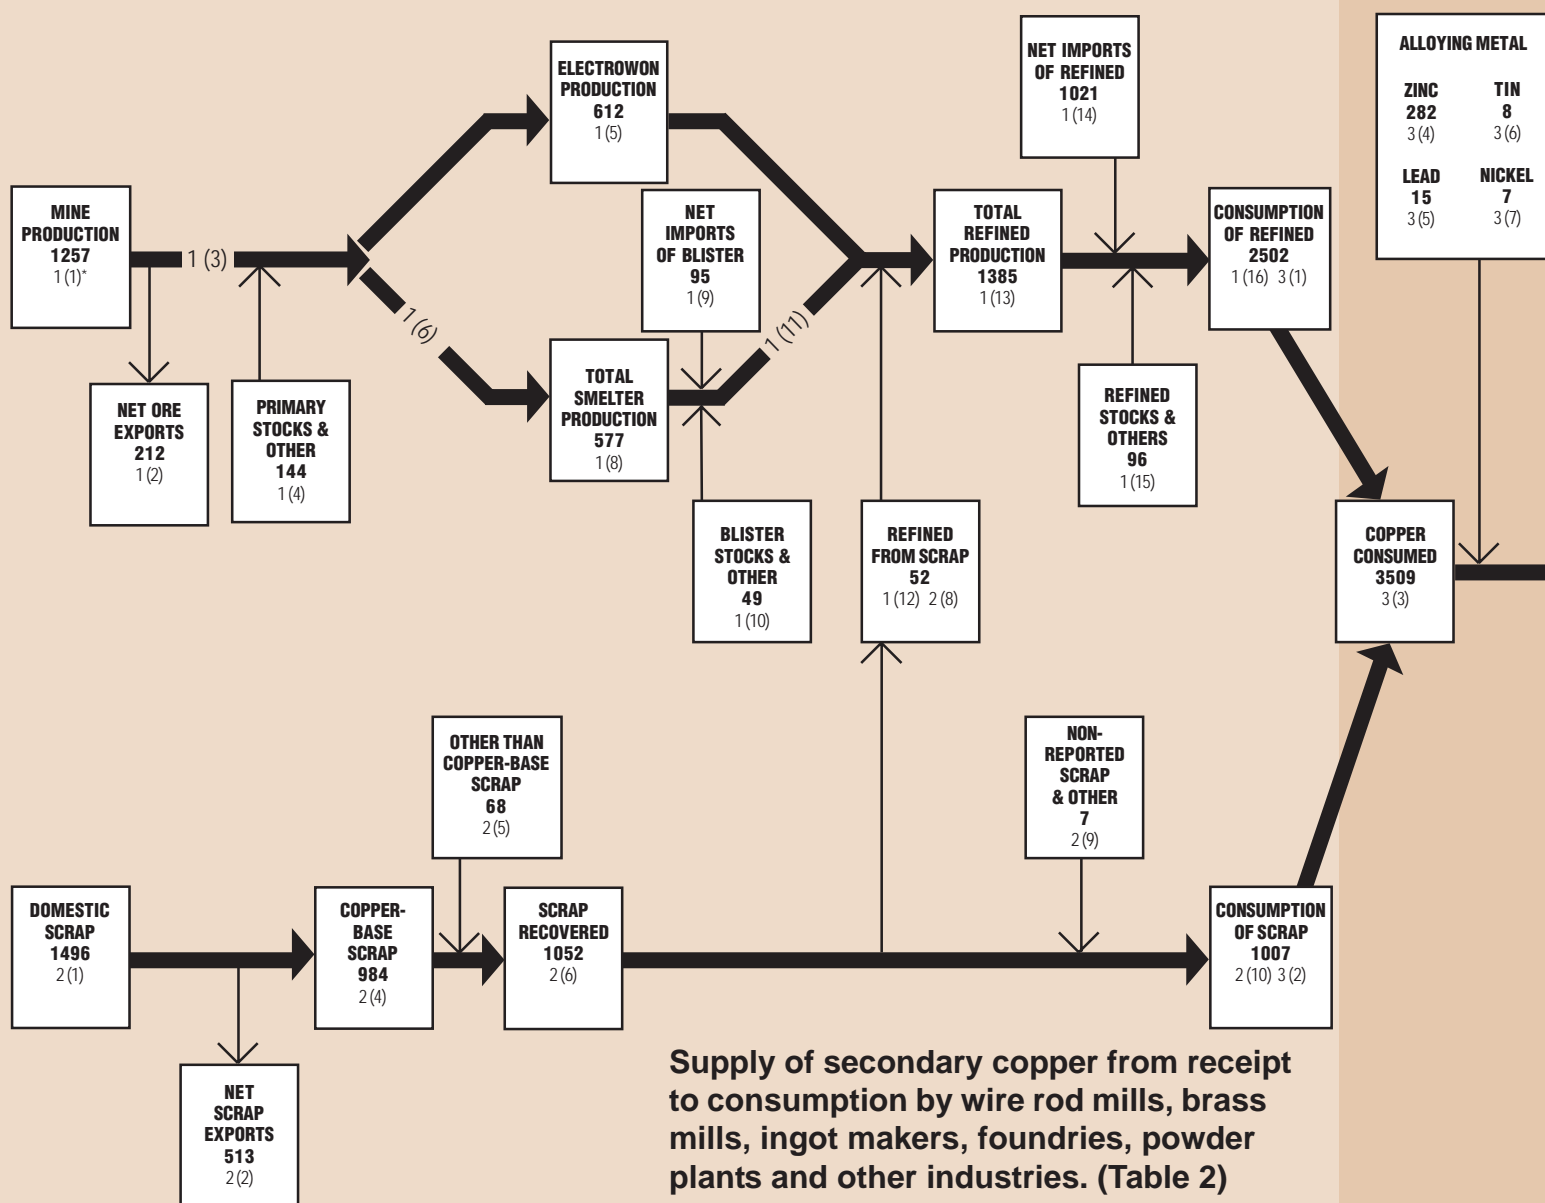 ELECTROWON
PRODUCTION
612
1 (5)
NET IMPORTS
OF REFINED
1021
1 (14)
ALLOYING METAL
ZINC
282
3 (4)
TIN
8
3 (6)
LEAD
15
3 (5)
NICKEL
7
3 (7)
MINE
PRODUCTION
1257
1 (1)*
1 (3)
NET
IMPORTS
OF BLISTER
95
1 (9)
TOTAL
REFINED
PRODUCTION
1385
1 (13)
CONSUMPTION
OF REFINED
2502
1 (16) 3 (1)
1 (6)
1 (11)
NET ORE
EXPORTS
212
1 (2)
PRIMARY
STOCKS &
OTHER
144
1 (4)
TOTAL
SMELTER
PRODUCTION
577
1 (8)
REFINED
STOCKS &
OTHERS
96
1 (15)
BLISTER
STOCKS &
OTHER
49
1 (10)
REFINED
FROM SCRAP
52
1 (12) 2 (8)
COPPER
CONSUMED
3509
3 (3)
OTHER THAN
COPPER-BASE
SCRAP
68
2 (5)
NON-
REPORTED
SCRAP
& OTHER
7
2 (9)
DOMESTIC
SCRAP
1496
2 (1)
COPPER-
BASE
SCRAP
984
2 (4)
SCRAP
RECOVERED
1052
2 (6)
CONSUMPTION
OF SCRAP
1007
2 (10) 3 (2)
NET
SCRAP
EXPORTS
513
2 (2)
Supply of secondary copper from receipt
to consumption by wire rod mills, brass
mills, ingot makers, foundries, powder
plants and other industries. (Table 2)